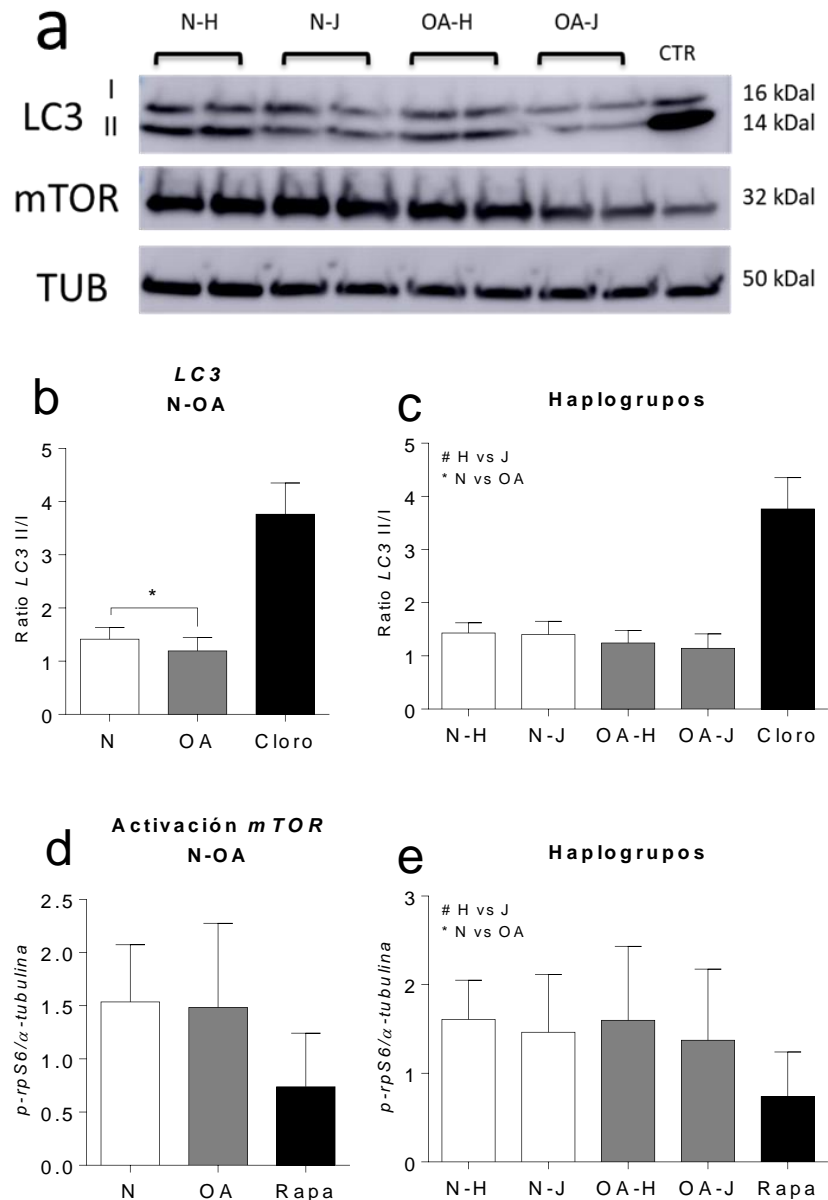 a
N-H N-J OA-H OA-J CTR
LC3 I 16 kDal
II 14 kDal
mTOR 32 kDal
TUB 50 kDal
b
LC3
N-OA
Ratio LC3 II/I
5
4
3
2
1
0
*
N OA Cloro
c
Haplogrupos
# H vs J
* N vs OA
Ratio LC3 II/I
5
4
3
2
1
0
N-H N-J OA-H OA-J Cloro
d
Activación mTOR
N-OA
p-rpS6/α-tubulina
2.5
2.0
1.5
1.0
0.5
0.0
N OA Rapa
e
Haplogrupos
# H vs J
* N vs OA
p-rpS6/α-tubulina
3
2
1
0
N-H N-J OA-H OA-J Rapa